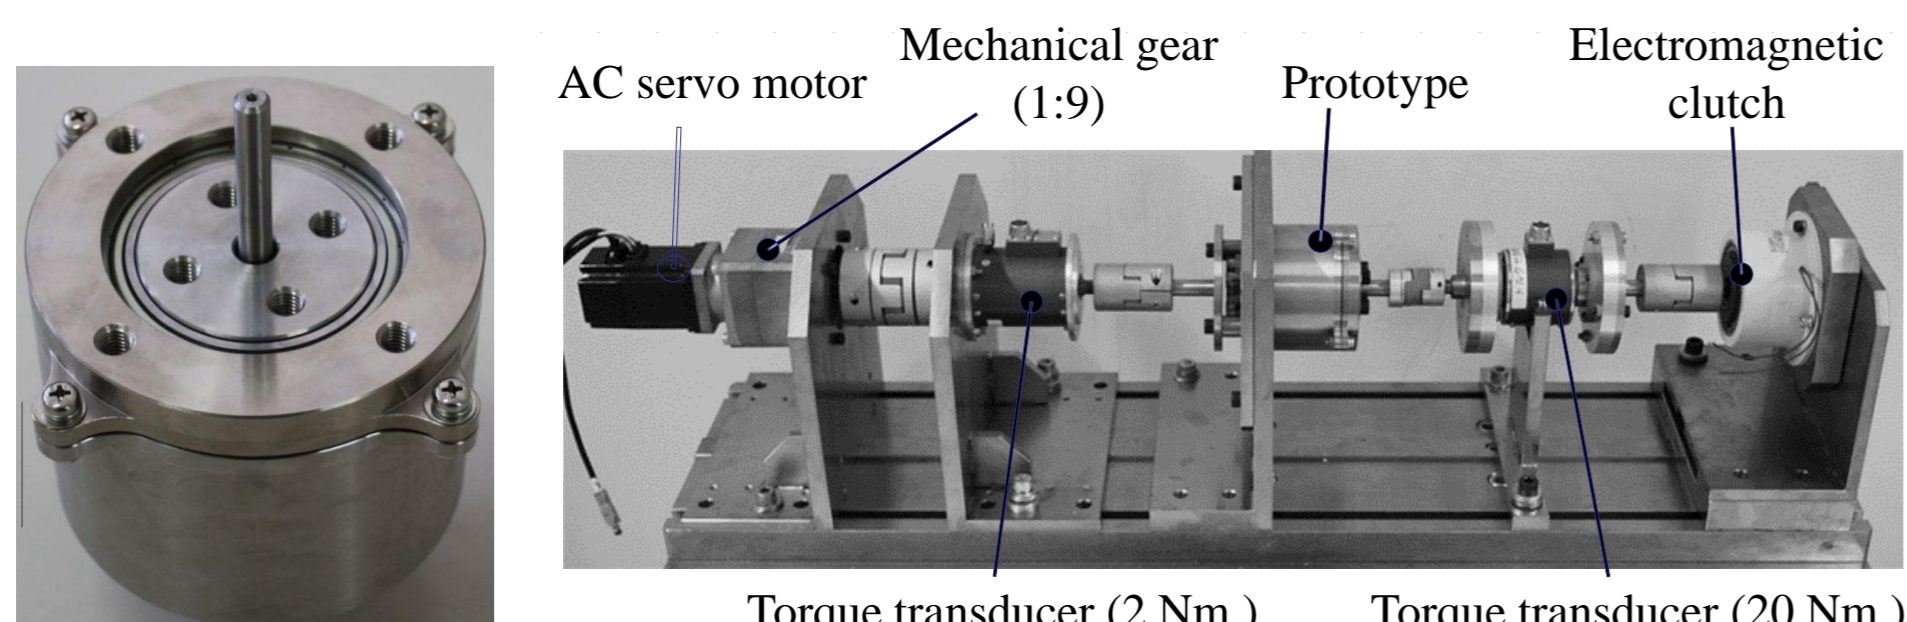 AC servo motor
Mechanical gear
(1:9)
Prototype
Electromagnetic
clutch
Torque transducer (2 Nm )
Torque transducer (20 Nm )